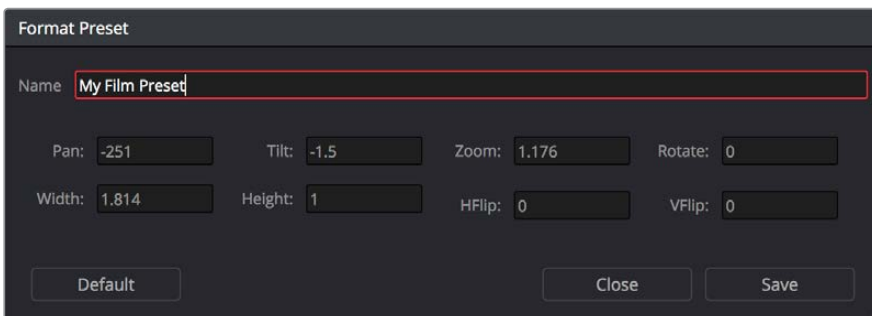 Format Preset
Name My Film Preset
Pan: -251 Tilt: -1.5 Zoom: 1.176 Rotate: 0
Width: 1.814 Height: 1 HFlip: 0 VFlip: 0
Default Close Save